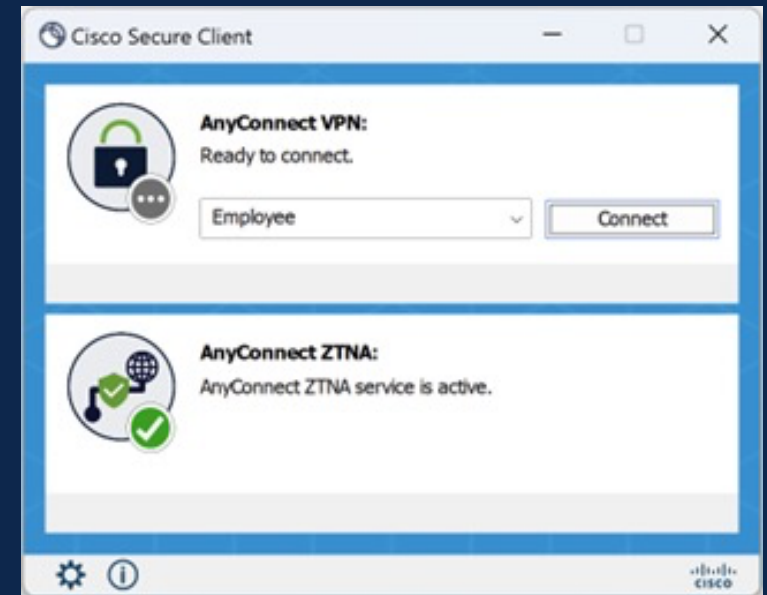 Cisco Secure Client
AnyConnect VPN:
Ready to connect.
Employee
Connect
AnyConnect ZTNA:
AnyConnect ZTNA service is active.
CISCO